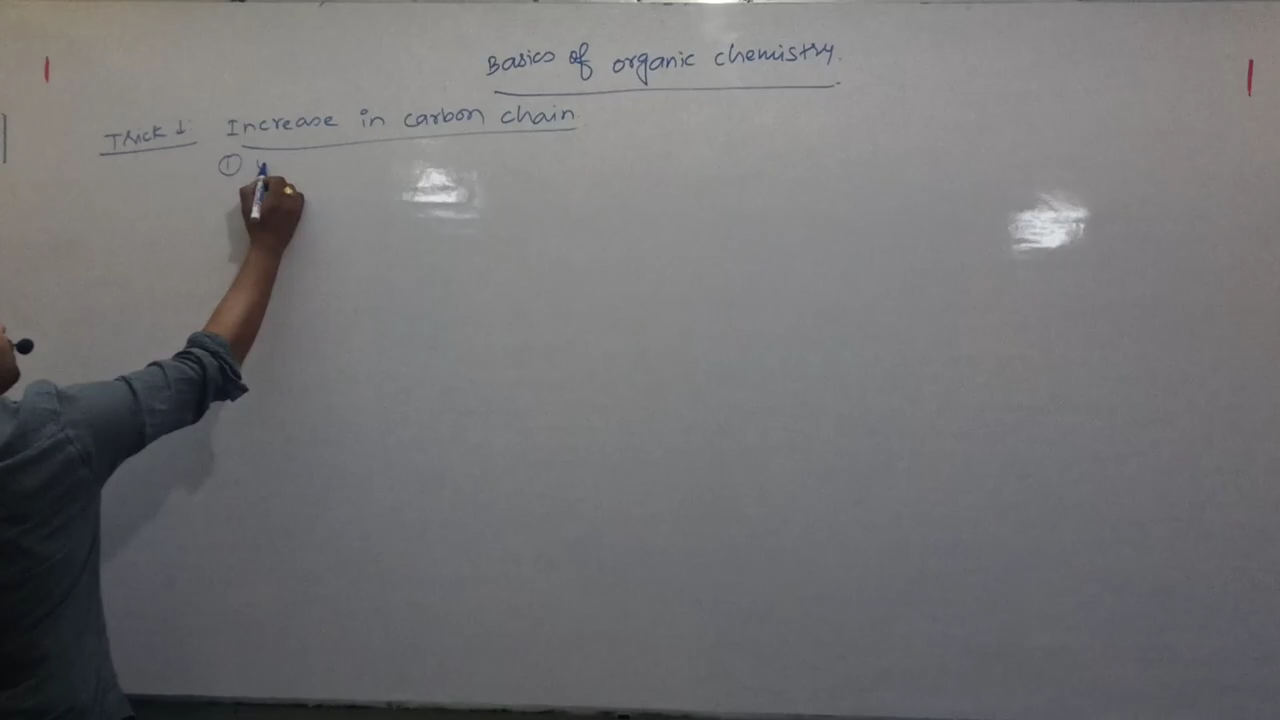 Basics of organic chemistry.
Trick 1: Increase in carbon chain
①